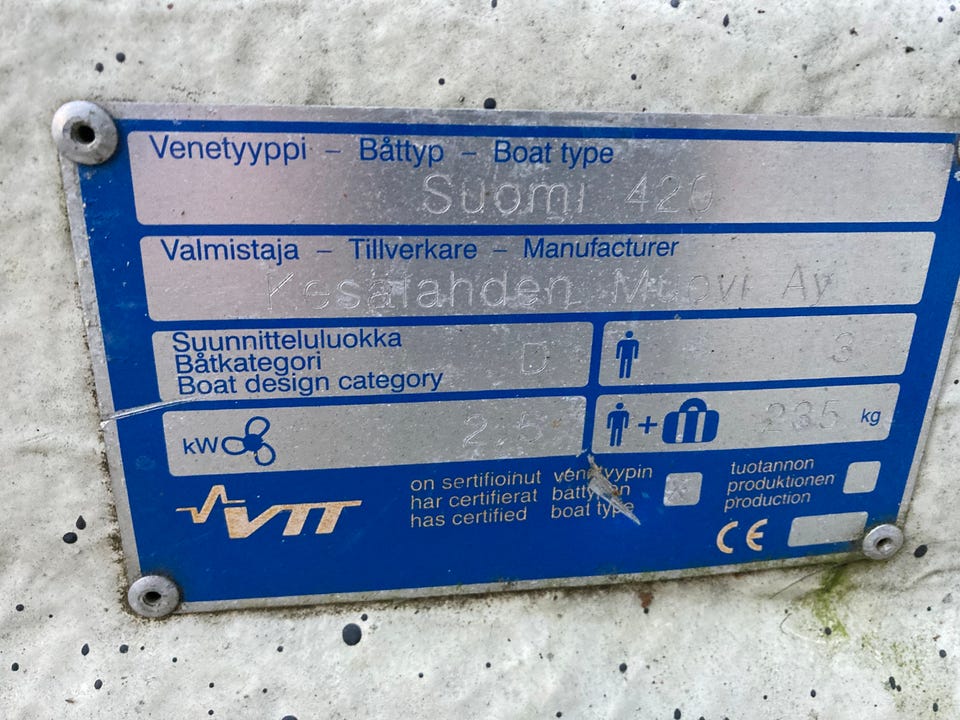 Venetyyppi – Båttyp – Boat type
Suomi 420
Valmistaja – Tillverkare – Manufacturer
Kesälahden Muovi Ay
Suunnitteluluokka
Båtkategori
Boat design category
D
3
kW
2.5
+
235 kg
VTT
on sertifioinut venetyypin
har certifierat båttypen
has certified boat type
tuotannon
produktionen
production
CE